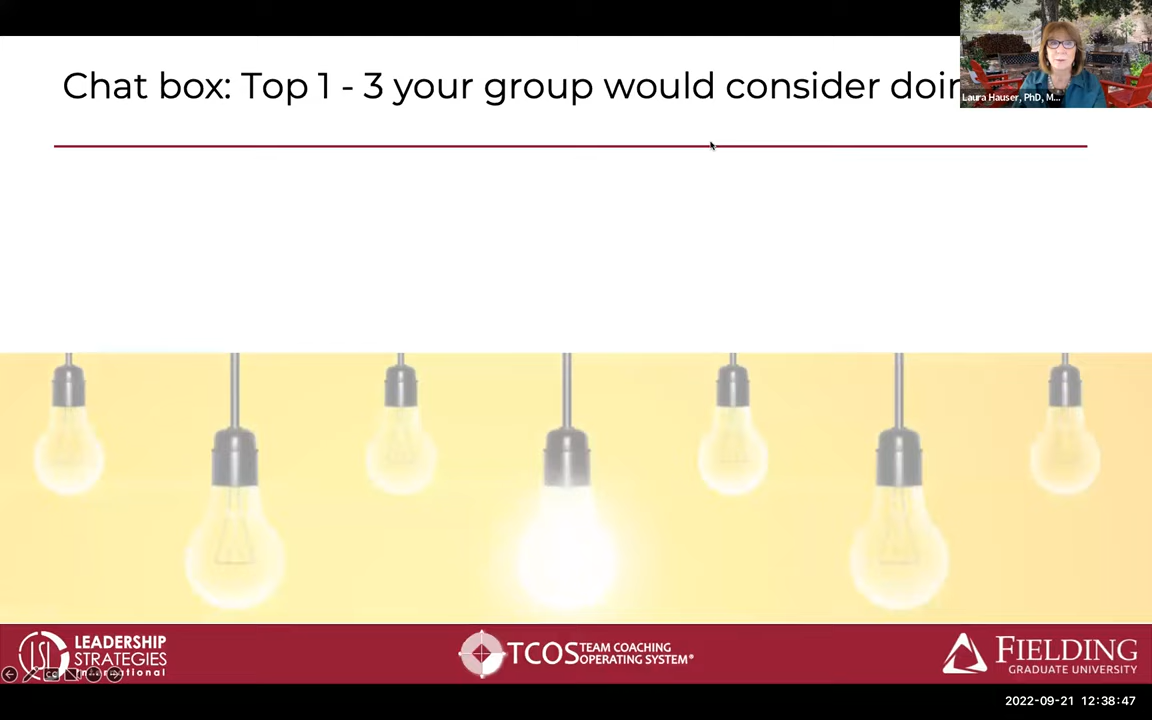 Chat box: Top 1 - 3 your group would consider doin
Laura Hauser, PhD, M...
LEADERSHIP
STRATEGIES
TCOS TEAM COACHING
OPERATING SYSTEM®
FIELDING
GRADUATE UNIVERSITY
2022-09-21 12:38:47